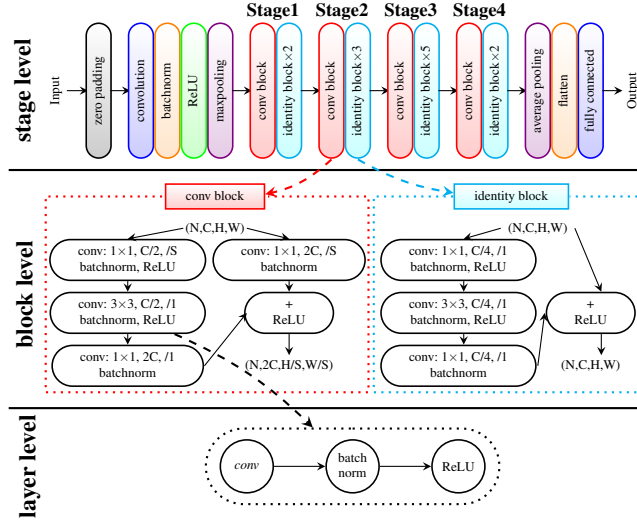 Stage1 Stage2 Stage3 Stage4
stage level
Input
zero padding
convolution
batchnorm
ReLU
maxpooling
conv block
identity block×2
conv block
identity block×3
conv block
identity block×5
conv block
identity block×2
average pooling
flatten
fully connected
Output
block level
conv block
(N,C,H,W)
conv: 1×1, C/2, /S
batchnorm, ReLU
conv: 1×1, 2C, /S
batchnorm
conv: 3×3, C/2, /1
batchnorm, ReLU
+
ReLU
conv: 1×1, 2C, /1
batchnorm
(N,2C,H/S,W/S)
identity block
(N,C,H,W)
conv: 1×1, C/4, /1
batchnorm, ReLU
conv: 3×3, C/4, /1
batchnorm, ReLU
+
ReLU
conv: 1×1, C/4, /1
batchnorm
(N,C,H,W)
layer level
conv
batch
norm
ReLU